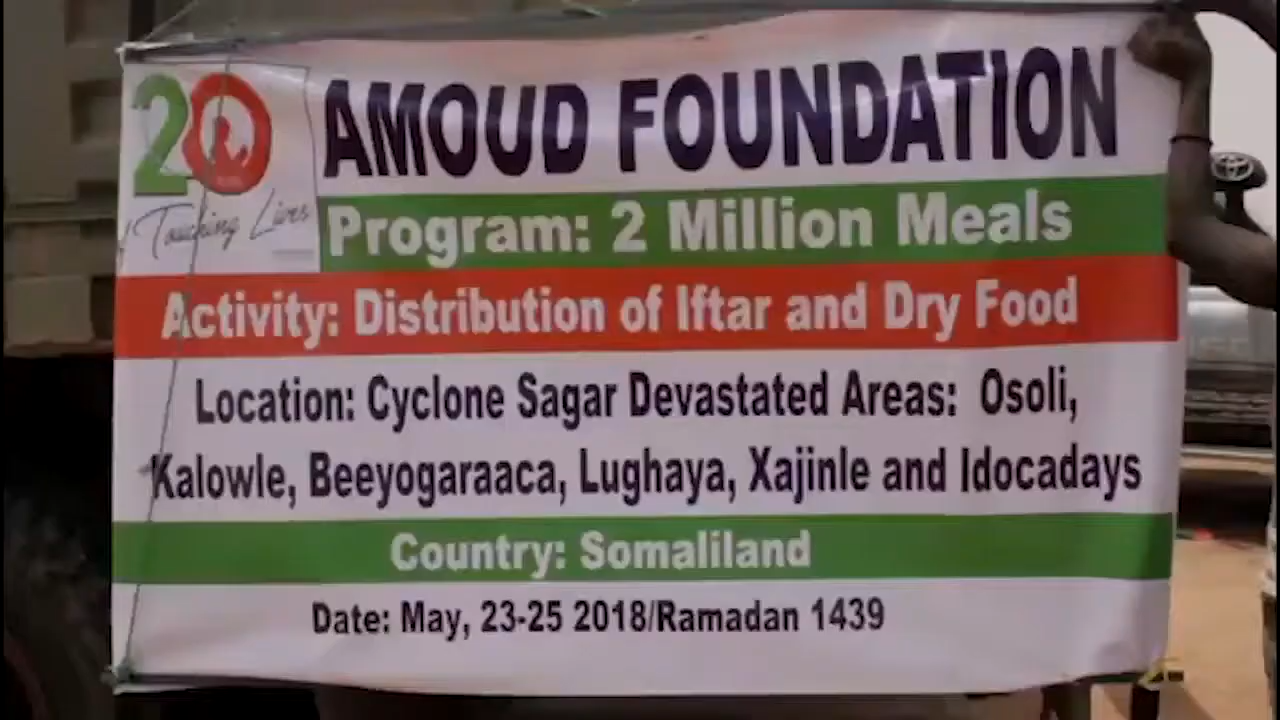 20
AMOUD FOUNDATION
Touching Lives
Program: 2 Million Meals
Activity: Distribution of Iftar and Dry Food
Location: Cyclone Sagar Devastated Areas: Osoli,
Kalowle, Beeyogaraaca, Lughaya, Xajinle and Idocadays
Country: Somaliland
Date: May, 23-25 2018/Ramadan 1439